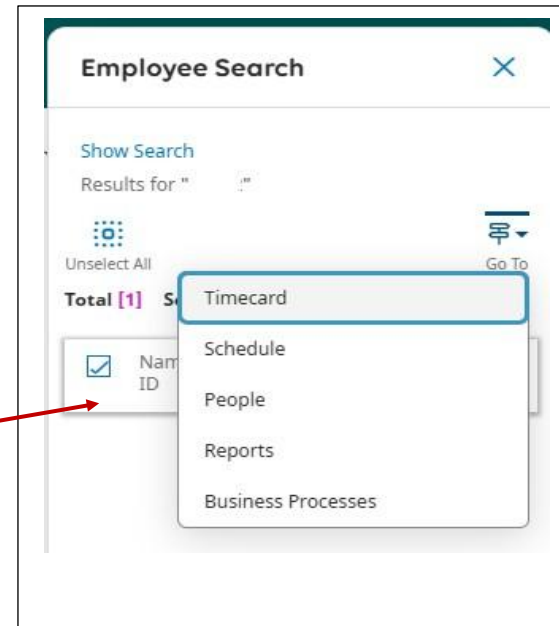 Employee Search
Show Search
Results for " :"
Unselect All
Go To
Total [1]
Timecard
Schedule
Nam
ID
People
Reports
Business Processes